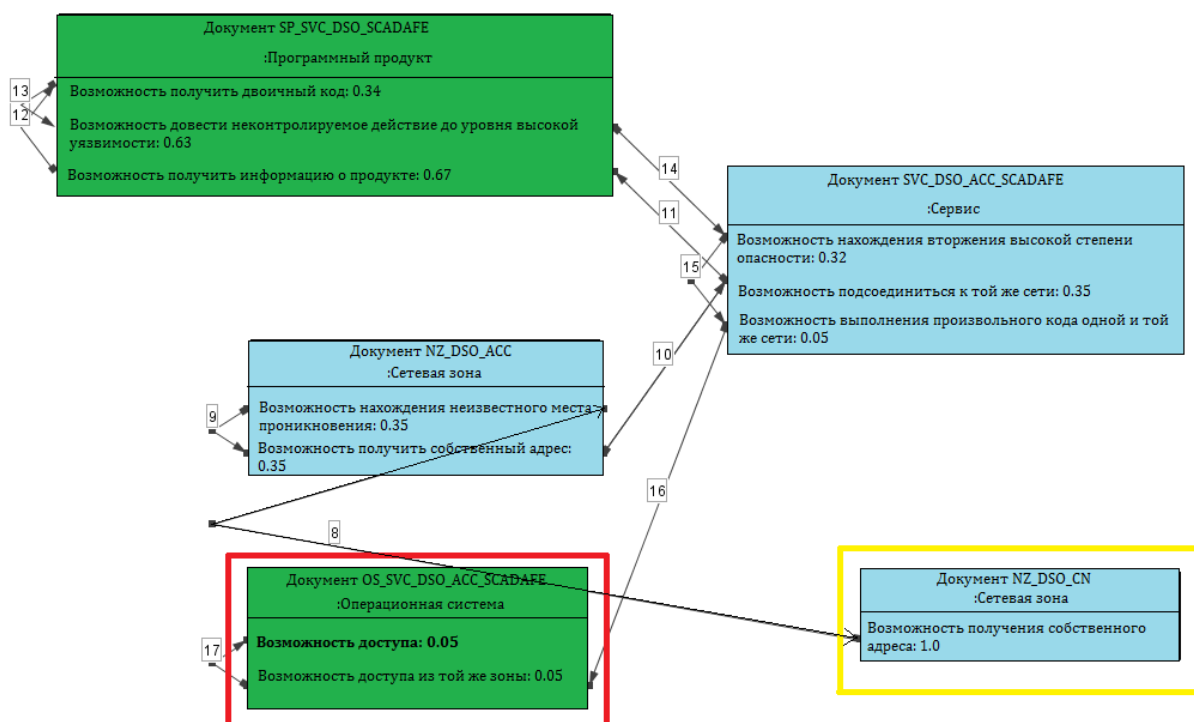 Документ SP_SVC_DSO_SCADAFE
:Программный продукт
Возможность получить двоичный код: 0.34
Возможность довести неконтролируемое действие до уровня высокой
уязвимости: 0.63
Возможность получить информацию о продукте: 0.67
13
12
14
11
15
Документ SVC_DSO_ACC_SCADAFE
:Сервис
Возможность нахождения вторжения высокой степени
опасности: 0.32
Возможность подсоединиться к той же сети: 0.35
Возможность выполнения произвольного кода одной и той
же сети: 0.05
Документ NZ_DSO_ACC
:Сетевая зона
Возможность нахождения неизвестного места
проникновения: 0.35
Возможность получить собственный адрес:
0.35
9
10
16
8
Документ OS_SVC_DSO_ACC_SCADAFE
:Операционная система
Возможность доступа: 0.05
Возможность доступа из той же зоны: 0.05
17
Документ NZ_DSO_CN
:Сетевая зона
Возможность получения собственного
адреса: 1.0